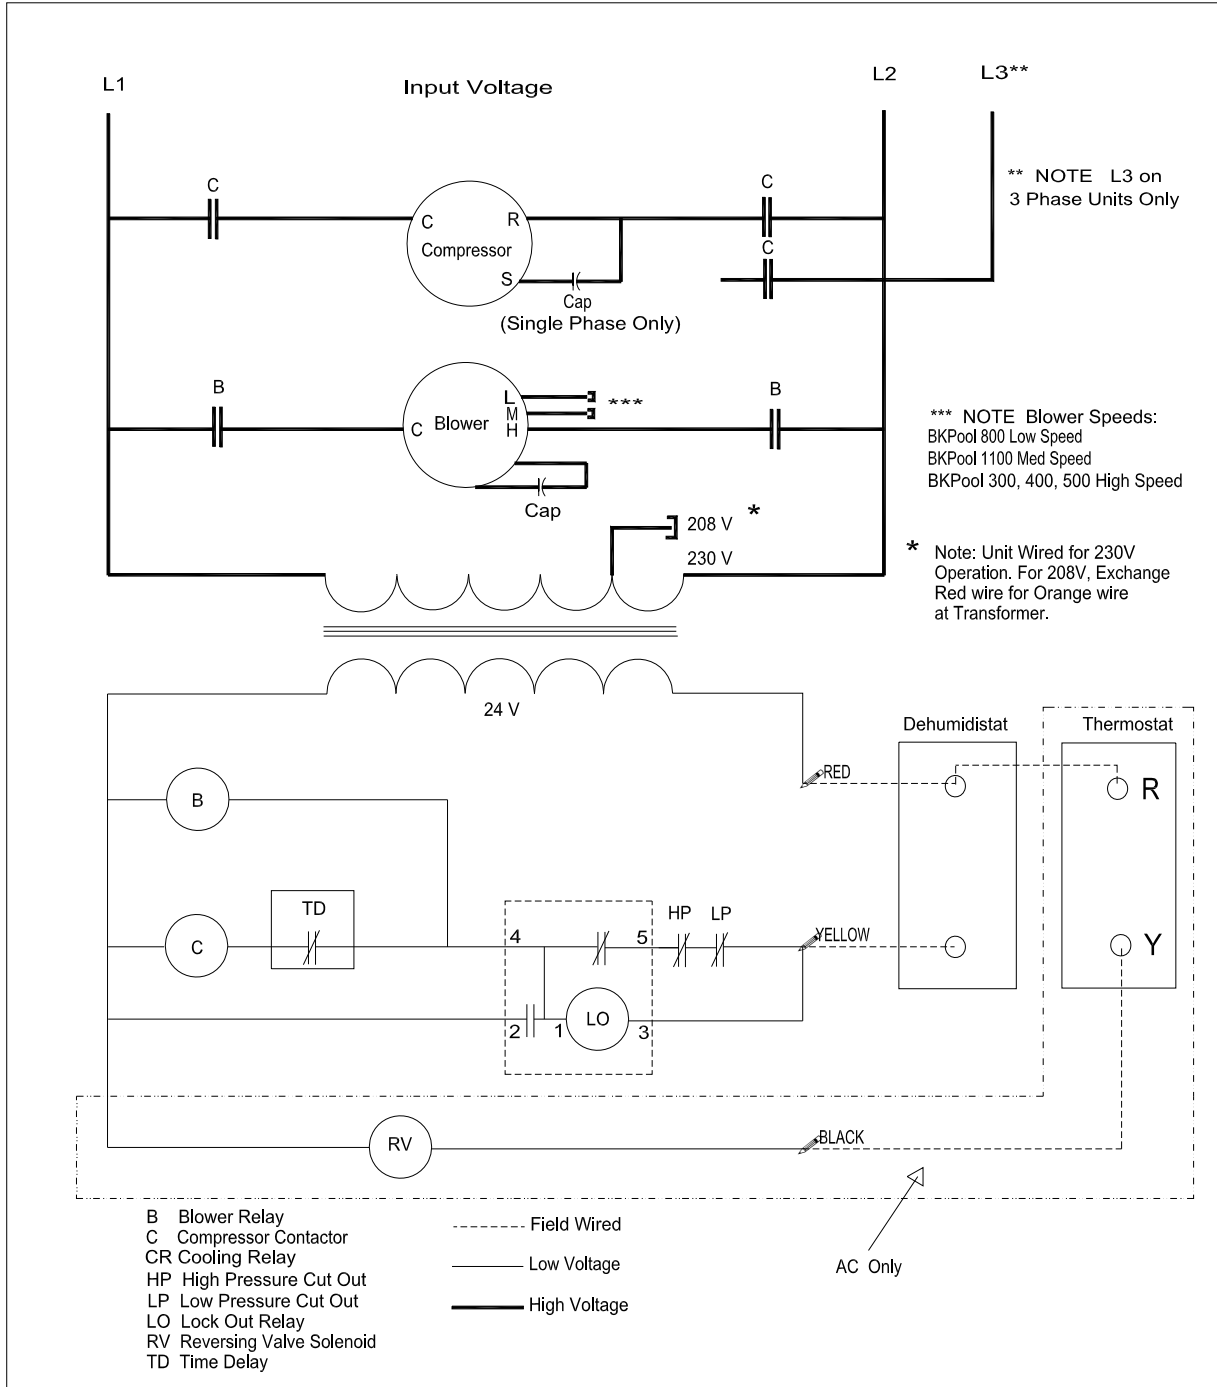 L1
Input Voltage
L2
L3**
** NOTE L3 on
3 Phase Units Only
C
C
C
C
R
Compressor
S
Cap
(Single Phase Only)
B
B
L
M
H
C
Blower
***
Cap
*** NOTE Blower Speeds:
BKPool 800 Low Speed
BKPool 1100 Med Speed
BKPool 300, 400, 500 High Speed
208 V *
230 V
* Note: Unit Wired for 230V
Operation. For 208V, Exchange
Red wire for Orange wire
at Transformer.
24 V
Dehumidistat
Thermostat
RED
R
B
TD
C
4
5
HP
LP
YELLOW
Y
2
1
LO
3
RV
BLACK
AC Only
B Blower Relay
C Compressor Contactor
CR Cooling Relay
HP High Pressure Cut Out
LP Low Pressure Cut Out
LO Lock Out Relay
RV Reversing Valve Solenoid
TD Time Delay
Field Wired
Low Voltage
High Voltage